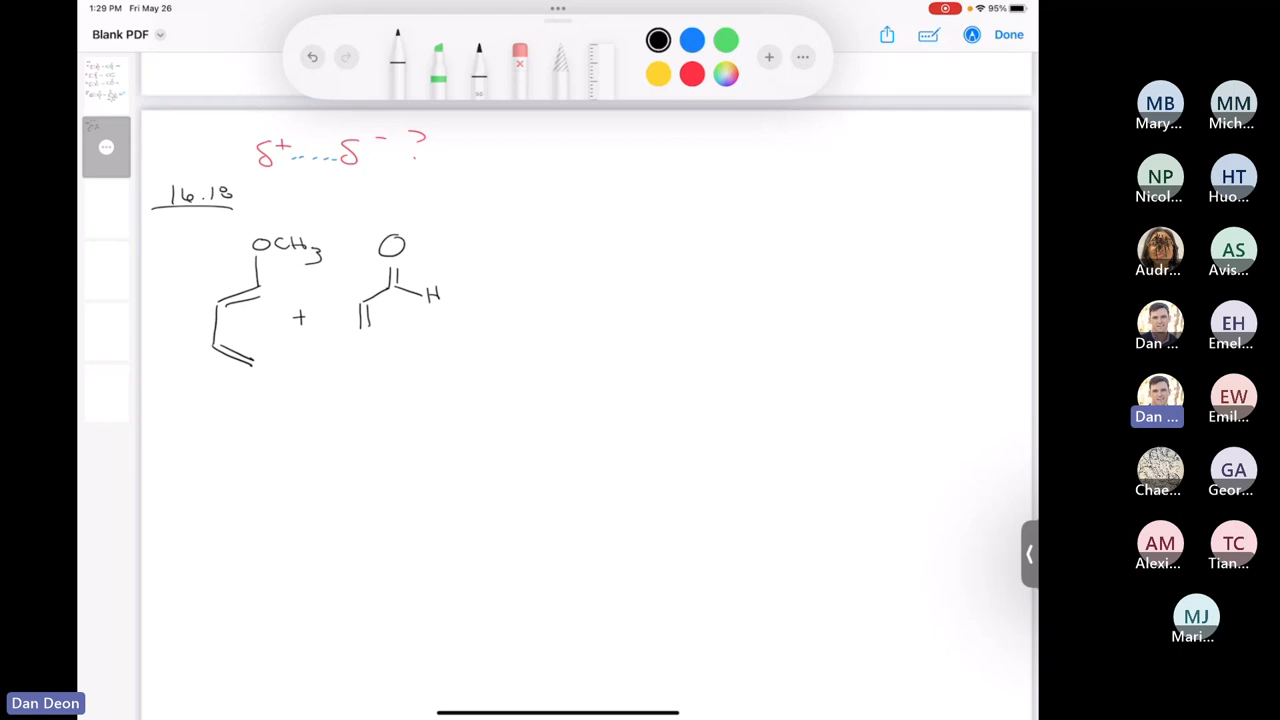 1:29 PM Fri May 26
95%
Blank PDF
Done
δ+ ..... δ- ?
16.18
OCH3
O
+
H
MB
Mary...
MM
Mich...
NP
Nicol...
HT
Huo...
Audr...
AS
Avis...
Dan ...
EH
Emel...
Dan ...
EW
Emil...
Chae...
GA
Geor...
AM
Alexi...
TC
Tian...
MJ
Mari...
Dan Deon